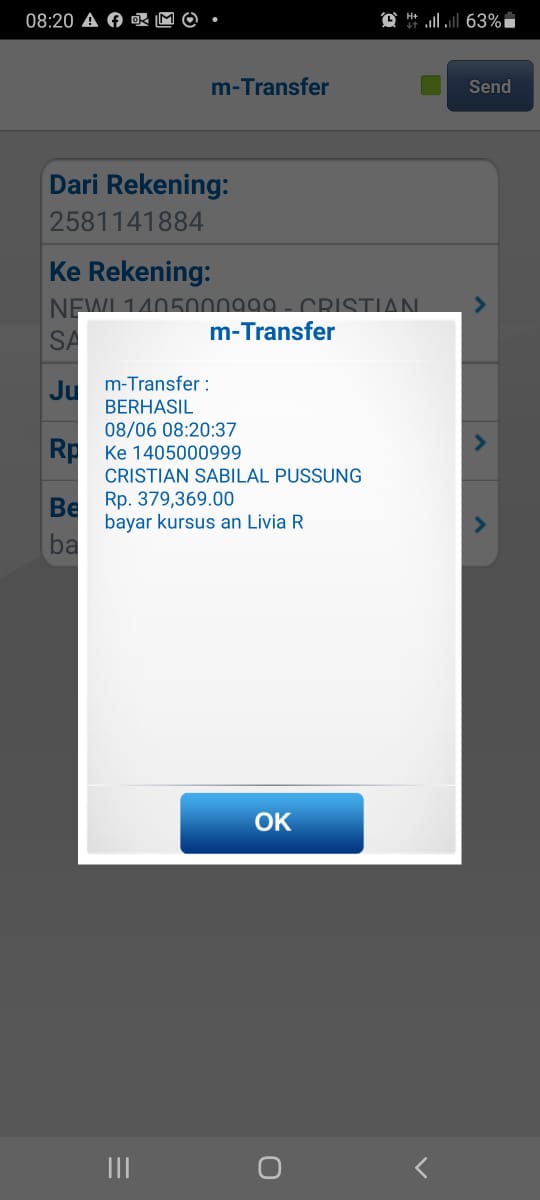 08:20
H+
63%
m-Transfer
Send
Dari Rekening:
2581141884
Ke Rekening:
NEWL1405000999 - CRISTIAN
SA
Ju
Rp
Be
ba
m-Transfer
m-Transfer :
BERHASIL
08/06 08:20:37
Ke 1405000999
CRISTIAN SABILAL PUSSUNG
Rp. 379,369.00
bayar kursus an Livia R
OK